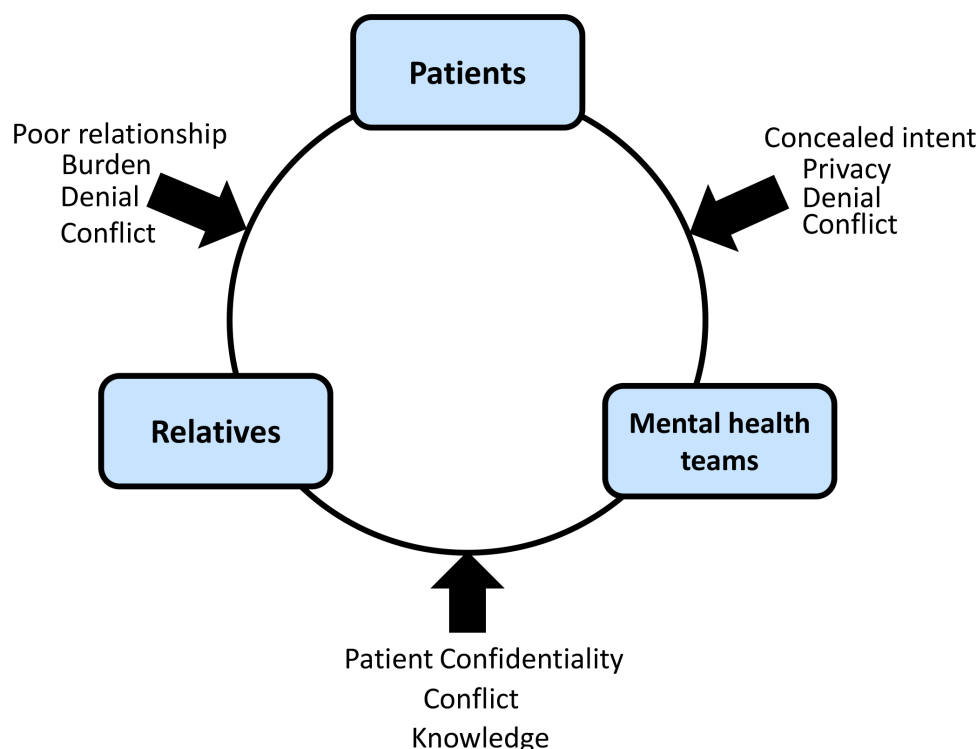 Patients
Poor relationship
Burden
Denial
Conflict
Concealed intent
Privacy
Denial
Conflict
Relatives
Mental health
teams
Patient Confidentiality
Conflict
Knowledge